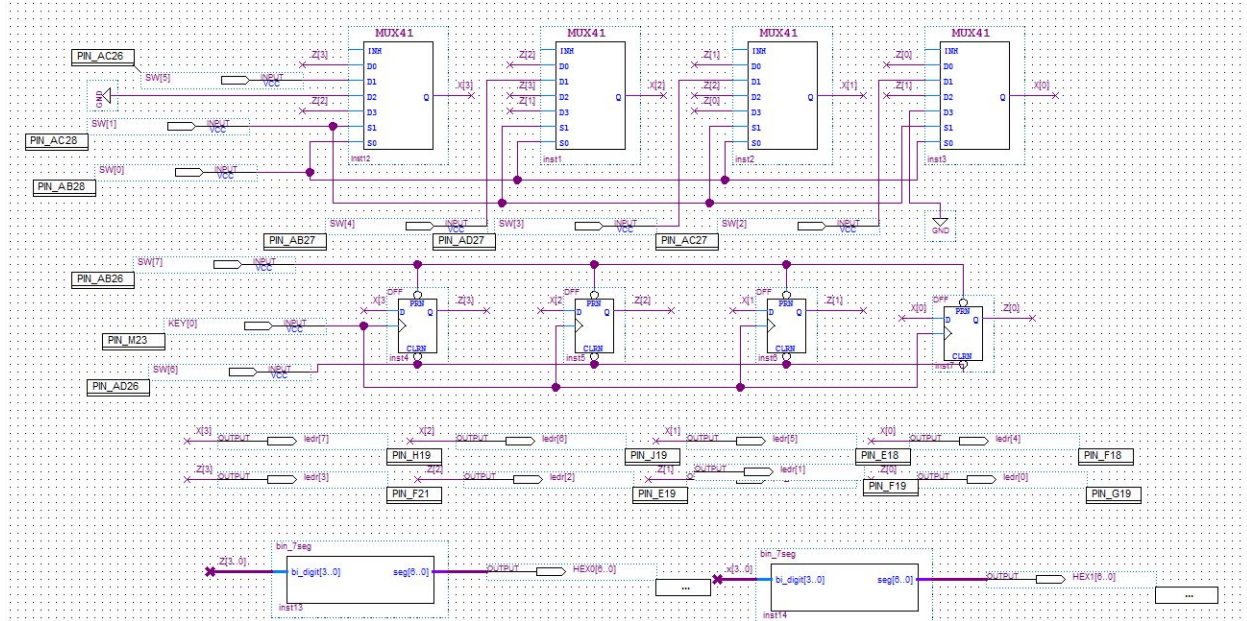 MUX41 MUX41 MUX41 MUX41
PIN_AC26
SW[5] INPUT VCC
Z[3] INH D0 D1 D2 D3 S1 S0 Q X[3]
GND
Z[2]
inst12
Z[2] INH D0 D1 D2 D3 S1 S0 Q X[2]
Z[3]
Z[1]
inst1
Z[1] INH D0 D1 D2 D3 S1 S0 Q X[1]
Z[2]
Z[0]
inst2
Z[0] INH D0 D1 D2 D3 S1 S0 Q X[0]
Z[1]
inst3
SW[1] INPUT VCC
PIN_AC28
SW[0] INPUT VCC
PIN_AB28
SW[4] INPUT VCC SW[3] INPUT VCC SW[2] INPUT VCC
GND
PIN_AB27 PIN_AD27 PIN_AC27
SW[7] INPUT VCC
PIN_AB26
DFF X[3] D PRN Q CLRN Z[3] inst4
DFF X[2] D PRN Q CLRN Z[2] inst5
DFF X[1] D PRN Q CLRN Z[1] inst6
DFF X[0] D PRN Q CLRN Z[0] inst7
KEY[0] INPUT VCC
PIN_M23
SW[6] INPUT VCC
PIN_AD26
X[3] OUTPUT ledr[7] X[2] OUTPUT ledr[6] X[1] OUTPUT ledr[5] X[0] OUTPUT ledr[4]
PIN_H19 PIN_J19 PIN_E18 PIN_F18
Z[3] OUTPUT ledr[3] Z[2] OUTPUT ledr[2] Z[1] OUTPUT ledr[1] Z[0] OUTPUT ledr[0]
PIN_F21 PIN_E19 PIN_F19 PIN_G19
bin_7seg
Z[3..0] bi_digit[3..0] seg[6..0] OUTPUT HEX0[6..0]
...
inst13
bin_7seg
x[3..0] bi_digit[3..0] seg[6..0] OUTPUT HEX1[6..0]
...
inst14